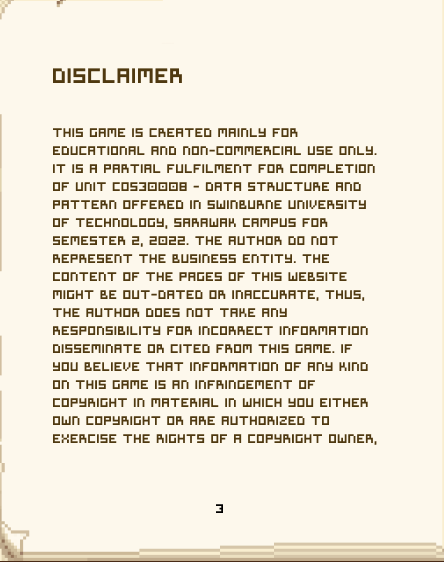 DISCLAIMER
THIS GAME IS CREATED MAINLY FOR
EDUCATIONAL AND NON-COMMERCIAL USE ONLY.
IT IS A PARTIAL FULFILMENT FOR COMPLETION
OF UNIT COS30008 - DATA STRUCTURE AND
PATTERN OFFERED IN SWINBURNE UNIVERSITY
OF TECHNOLOGY, SARAWAK CAMPUS FOR
SEMESTER 2, 2022. THE AUTHOR DO NOT
REPRESENT THE BUSINESS ENTITY. THE
CONTENT OF THE PAGES OF THIS WEBSITE
MIGHT BE OUT-DATED OR INACCURATE, THUS,
THE AUTHOR DOES NOT TAKE ANY
RESPONSIBILITY FOR INCORRECT INFORMATION
DISSEMINATE OR CITED FROM THIS GAME. IF
YOU BELIEVE THAT INFORMATION OF ANY KIND
ON THIS GAME IS AN INFRINGEMENT OF
COPYRIGHT IN MATERIAL IN WHICH YOU EITHER
OWN COPYRIGHT OR ARE AUTHORIZED TO
EXERCISE THE RIGHTS OF A COPYRIGHT OWNER,
3